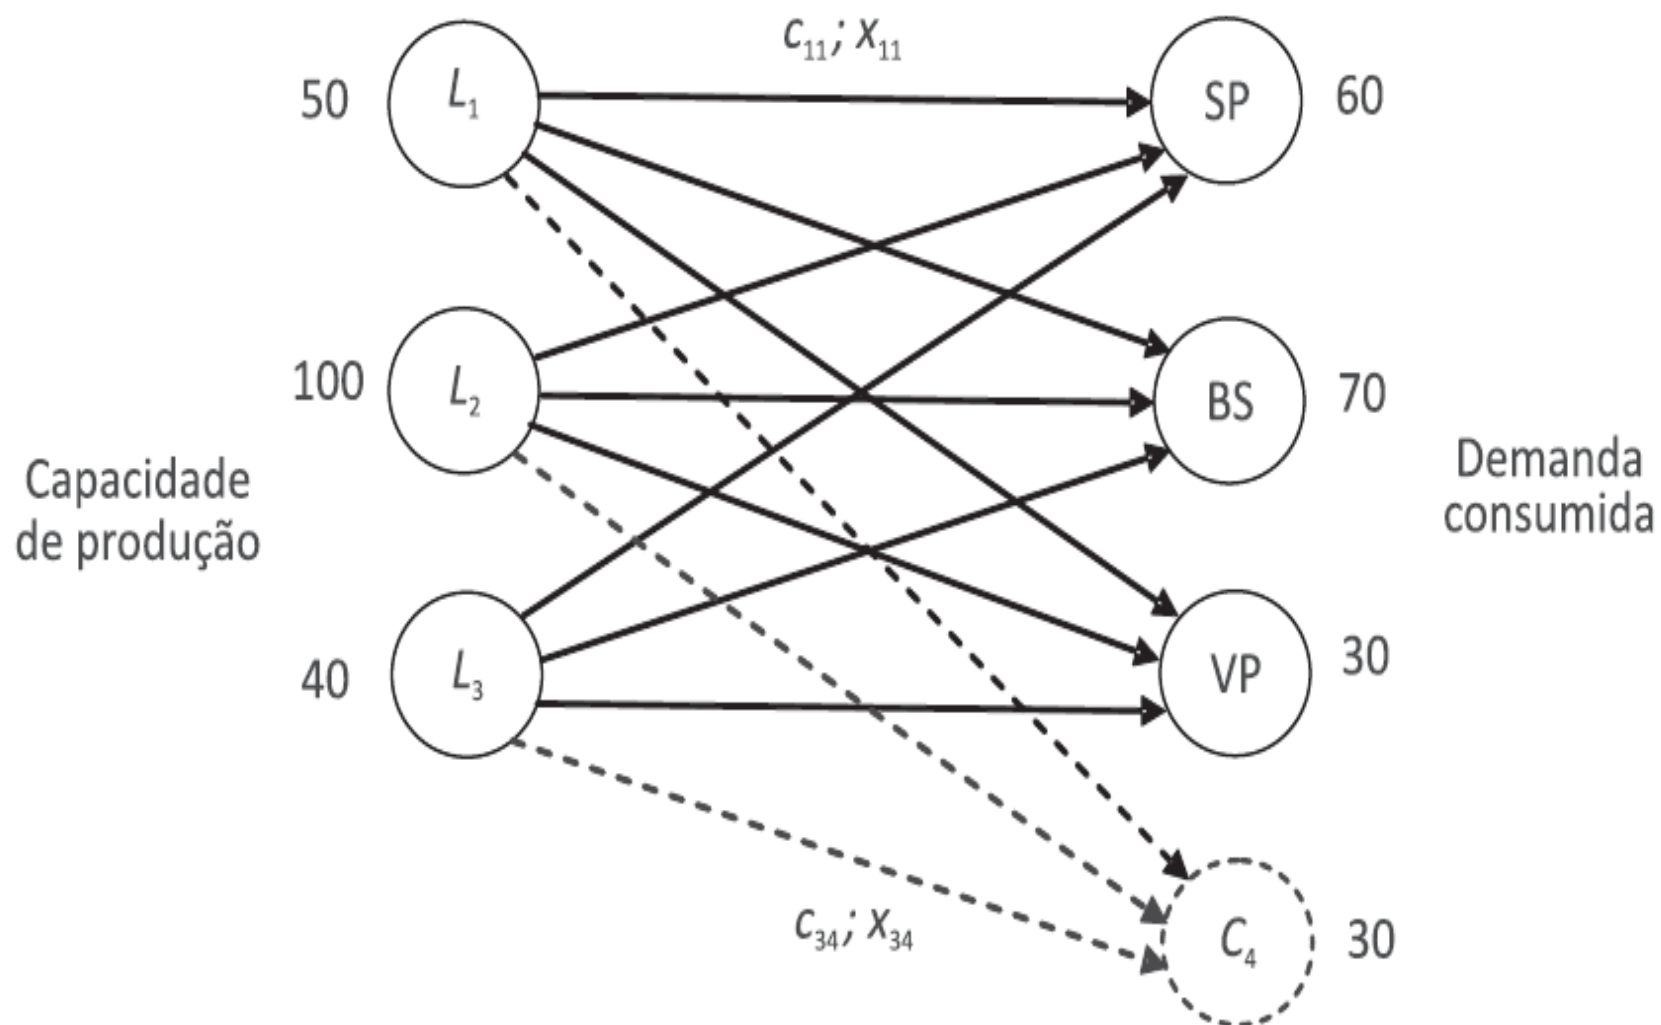 c₁₁; x₁₁
50
L₁
SP
60
100
L₂
BS
70
Capacidade
de produção
Demanda
consumida
40
L₃
VP
30
c₃₄; x₃₄
C₄
30